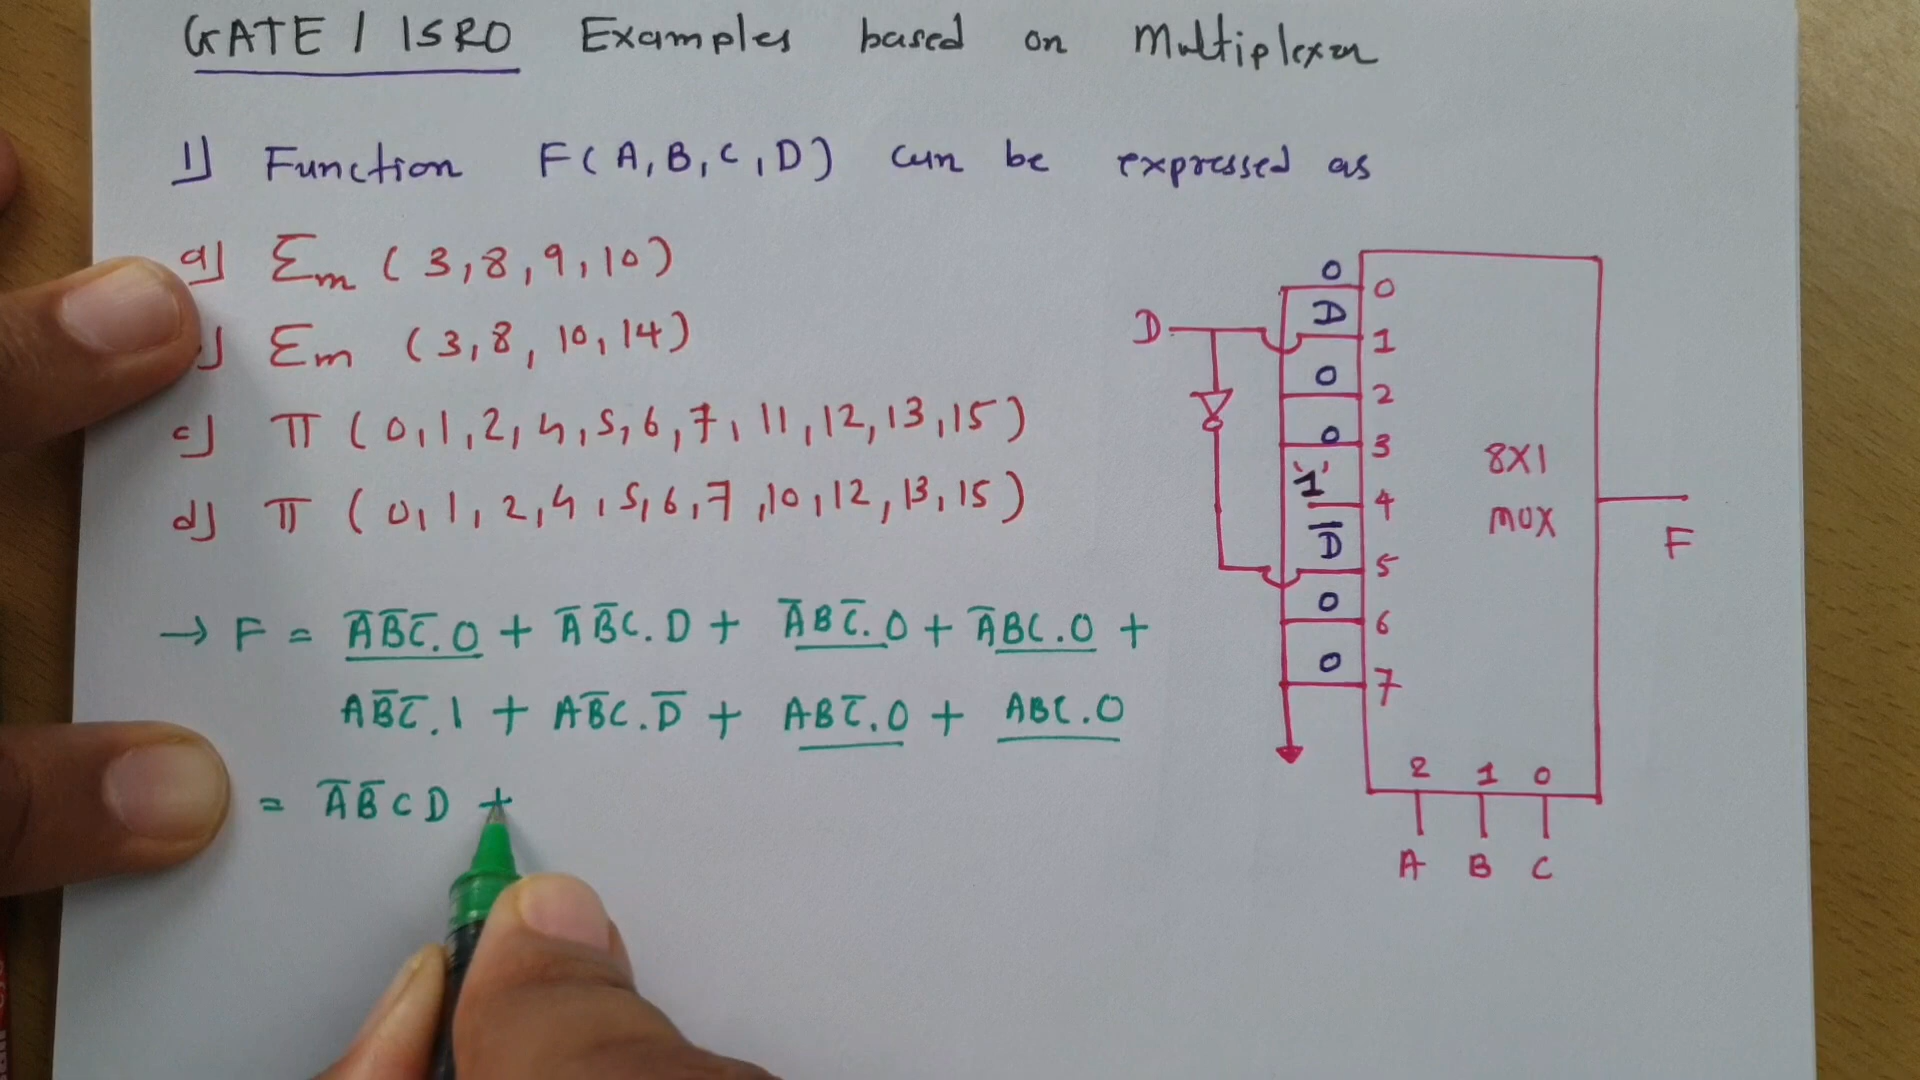 GATE / ISRO Examples based on Multiplexer
1) Function F(A,B,C,D) can be expressed as
a) Σm (3,8,9,10)
) Σm (3,8,10,14)
c) π (0,1,2,4,5,6,7,11,12,13,15)
d) π (0,1,2,4,5,6,7,10,12,13,15)
→ F = A̅B̅C̅.0 + A̅B̅C.D + A̅BC̅.0 + A̅BC.0 +
AB̅C̅.1 + AB̅C.D̅ + ABC̅.0 + ABC.0
= A̅B̅CD +
D
0 0
D 1
0 2
0 3
'1' 4
D̅ 5
0 6
0 7
8X1
MUX
F
2 1 0
A B C